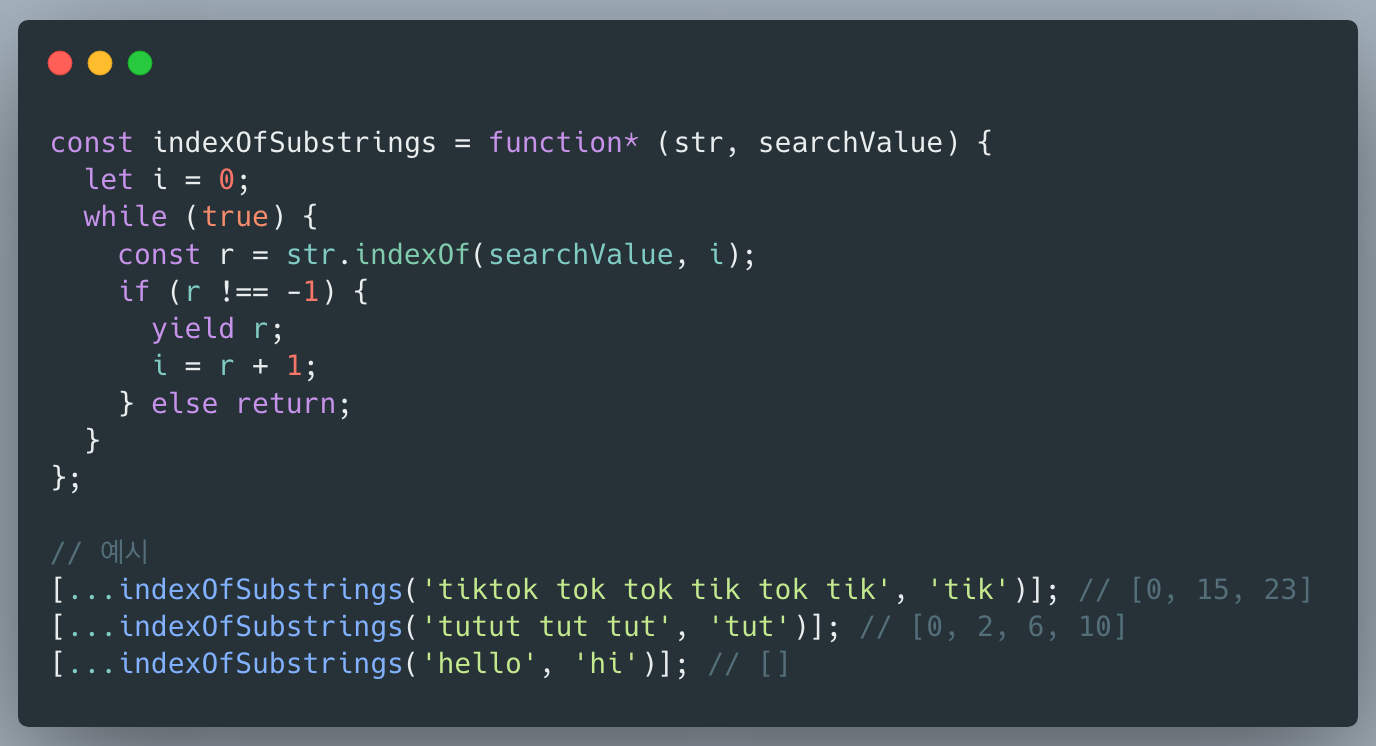 const indexOfSubstrings = function* (str, searchValue) {
  let i = 0;
  while (true) {
    const r = str.indexOf(searchValue, i);
    if (r !== -1) {
      yield r;
      i = r + 1;
    } else return;
  }
};

// 예시
[...indexOfSubstrings('tiktok tok tok tik tok tik', 'tik')]; // [0, 15, 23]
[...indexOfSubstrings('tutut tut tut', 'tut')]; // [0, 2, 6, 10]
[...indexOfSubstrings('hello', 'hi')]; // []